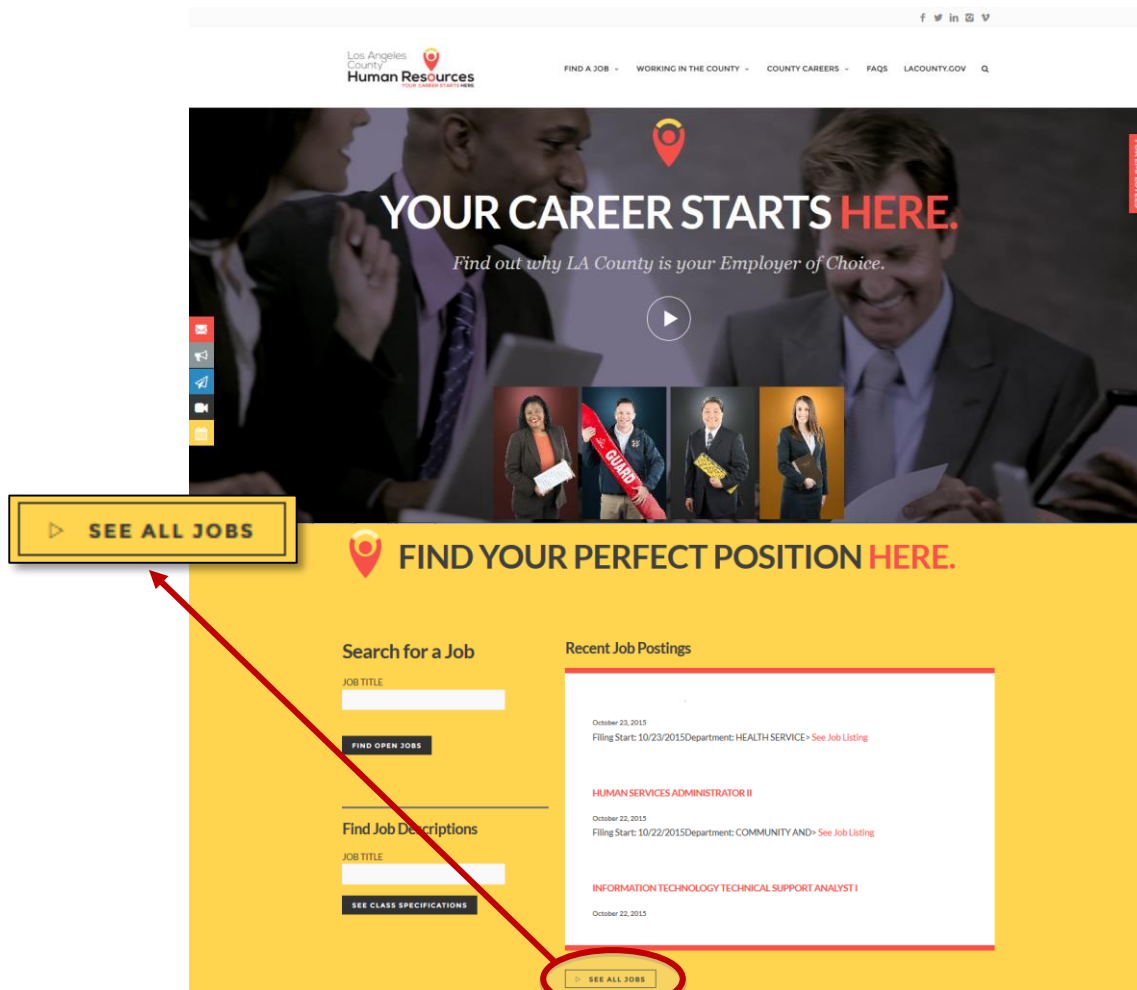 Los Angeles
County
Human Resources
YOUR CAREER STARTS HERE.
FIND A JOB
WORKING IN THE COUNTY
COUNTY CAREERS
FAQS
LACOUNTY.GOV
YOUR CAREER STARTS HERE.
Find out why LA County is your Employer of Choice.
GUARD
SEE ALL JOBS
FIND YOUR PERFECT POSITION HERE.
Search for a Job
JOB TITLE
FIND OPEN JOBS
Find Job Descriptions
JOB TITLE
SEE CLASS SPECIFICATIONS
Recent Job Postings
October 23, 2015
Filing Start: 10/23/2015Department: HEALTH SERVICE> See Job Listing
HUMAN SERVICES ADMINISTRATOR II
October 22, 2015
Filing Start: 10/22/2015Department: COMMUNITY AND> See Job Listing
INFORMATION TECHNOLOGY TECHNICAL SUPPORT ANALYST I
October 22, 2015
SEE ALL JOBS